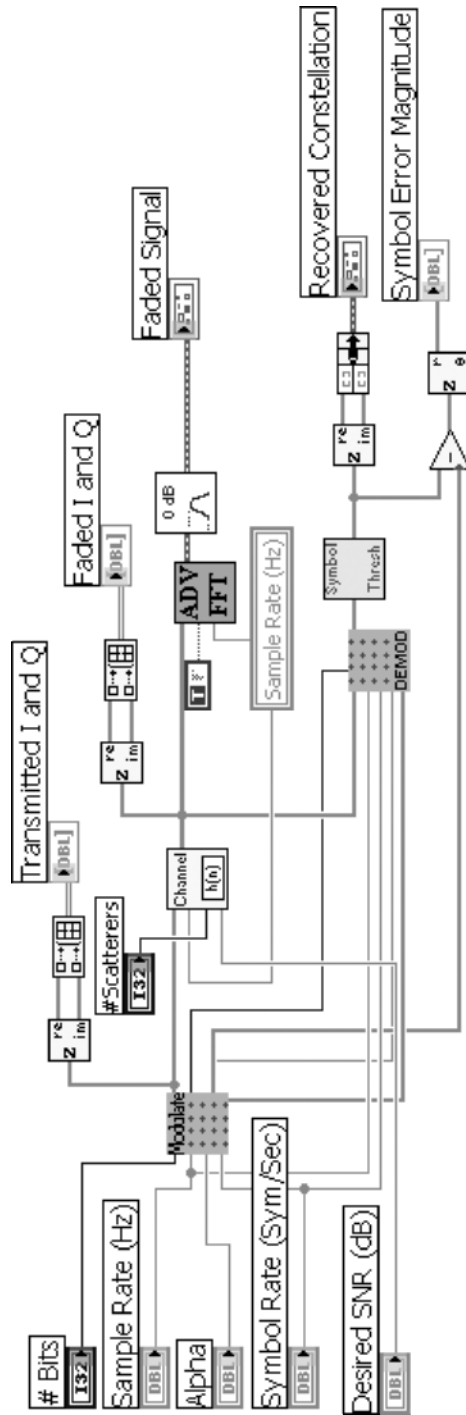 # Bits
I32
Sample Rate (Hz)
DBL
Alpha
DBL
Symbol Rate (Sym/Sec)
DBL
Desired SNR (dB)
DBL
Modulate
#Scatterers
I32
Transmitted I and Q
z re im
DBL]
Channel
h(n)
Faded I and Q
z re im
DBL]
T
ADV
FFT
0 dB
Faded Signal
Sample Rate (Hz)
DEMOD
Symbol
Thresh
z re im
Recovered Constellation
-
z r
Symbol Error Magnitude
DBL